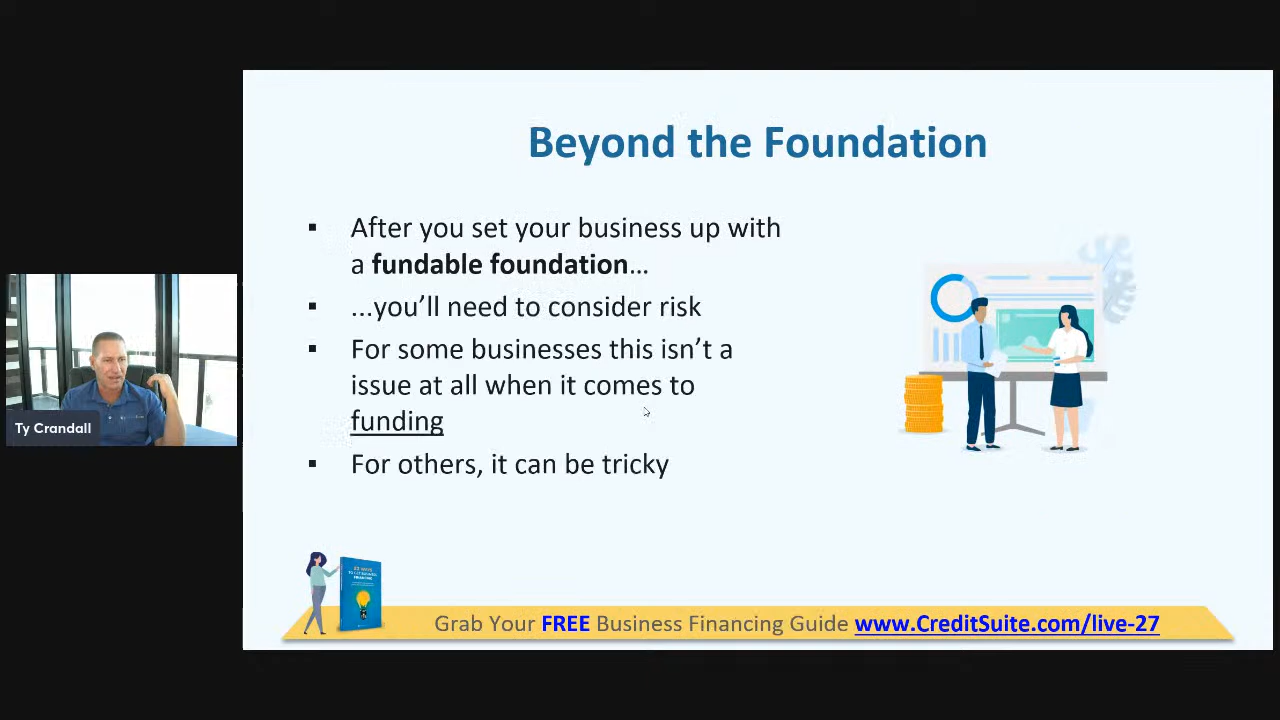 Beyond the Foundation
After you set your business up with
a fundable foundation…
...you’ll need to consider risk
For some businesses this isn’t a
issue at all when it comes to
funding
For others, it can be tricky
Ty Crandall
Grab Your FREE Business Financing Guide www.CreditSuite.com/live-27